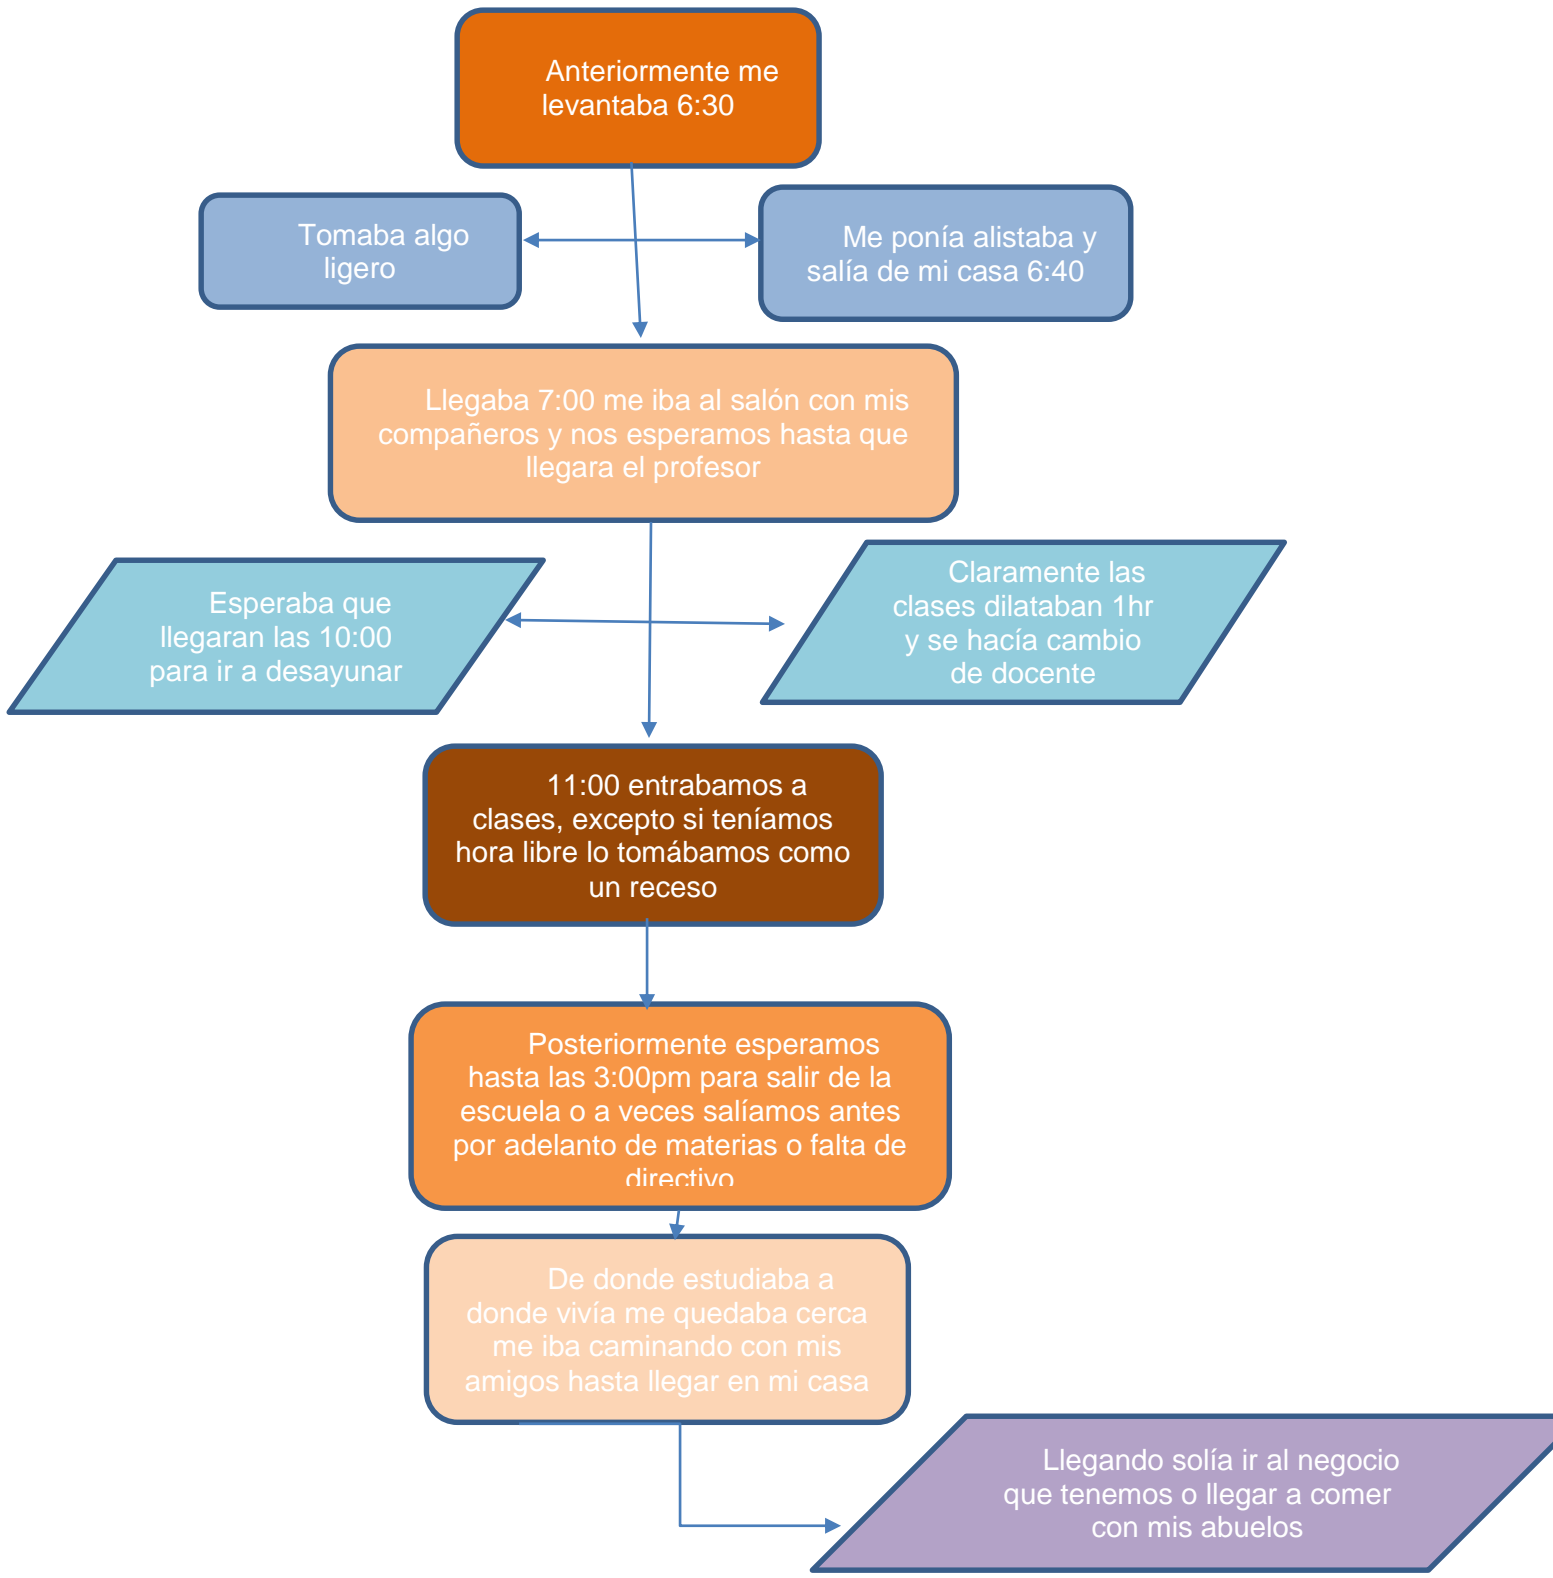 Anteriormente me
levantaba 6:30
Tomaba algo
ligero
Me ponía alistaba y
salía de mi casa 6:40
Llegaba 7:00 me iba al salón con mis
compañeros y nos esperamos hasta que
llegara el profesor
Esperaba que
llegaran las 10:00
para ir a desayunar
Claramente las
clases dilataban 1hr
y se hacía cambio
de docente
11:00 entrabamos a
clases, excepto si teníamos
hora libre lo tomábamos como
un receso
Posteriormente esperamos
hasta las 3:00pm para salir de la
escuela o a veces salíamos antes
por adelanto de materias o falta de
directivo
De donde estudiaba a
donde vivía me quedaba cerca
me iba caminando con mis
amigos hasta llegar en mi casa
Llegando solía ir al negocio
que tenemos o llegar a comer
con mis abuelos